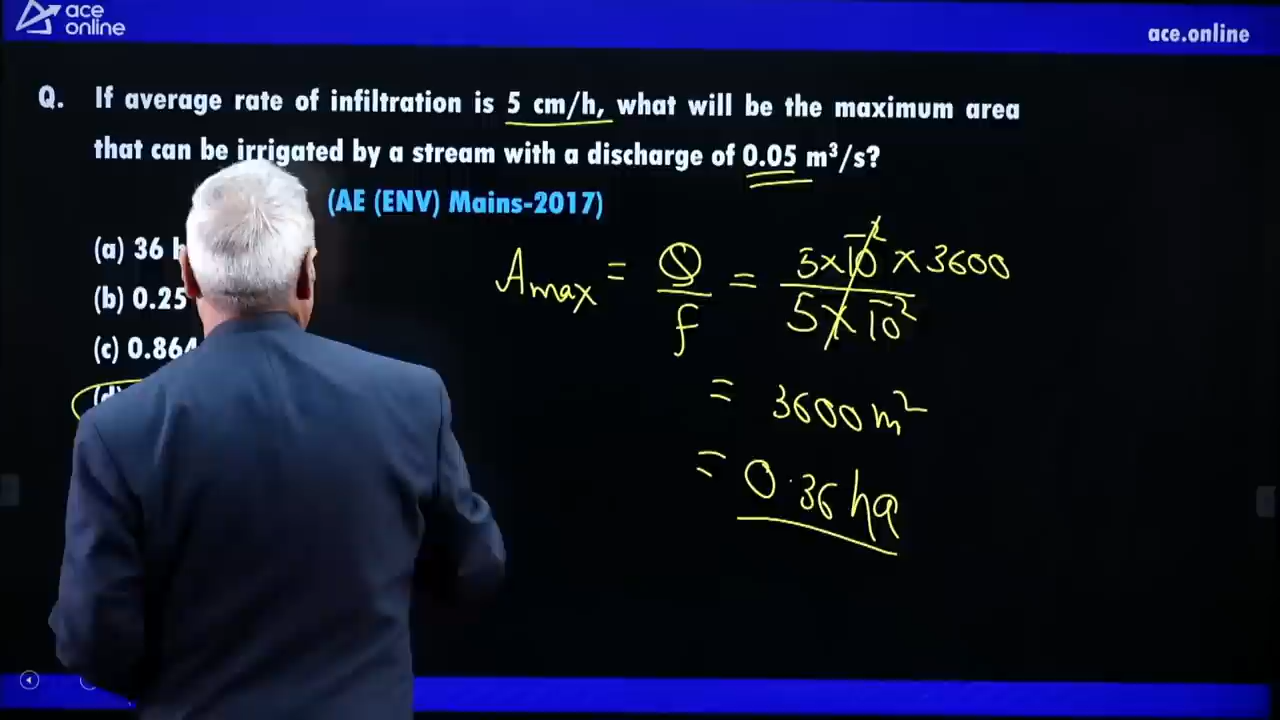 ace
online
ace.online
Q. If average rate of infiltration is 5 cm/h, what will be the maximum area
that can be irrigated by a stream with a discharge of 0.05 m³/s?
(AE (ENV) Mains-2017)
(a) 36 h
(b) 0.25
(c) 0.864
(d)
Amax = Q/f = 5×10⁻²×3600 / 5×10⁻²
= 3600 m²
= 0.36 ha